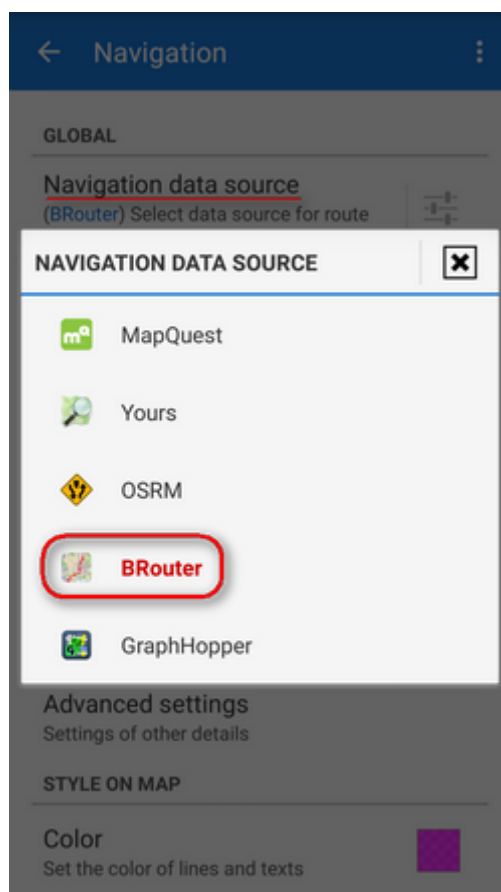 Navigation
GLOBAL
Navigation data source
(BRouter) Select data source for route
NAVIGATION DATA SOURCE
mq
MapQuest
Yours
OSRM
BRouter
GraphHopper
Advanced settings
Settings of other details
STYLE ON MAP
Color
Set the color of lines and texts